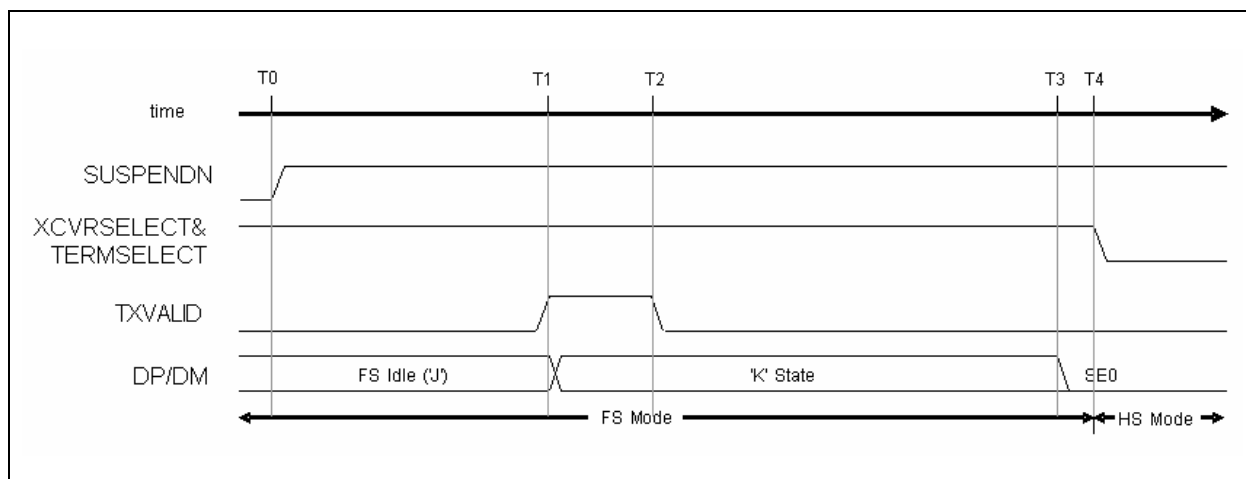 T0 T1 T2 T3 T4
time
SUSPENDN
XCVRSELECT&
TERMSELECT
TXVALID
DP/DM FS Idle ('J') 'K' State SE0
FS Mode HS Mode